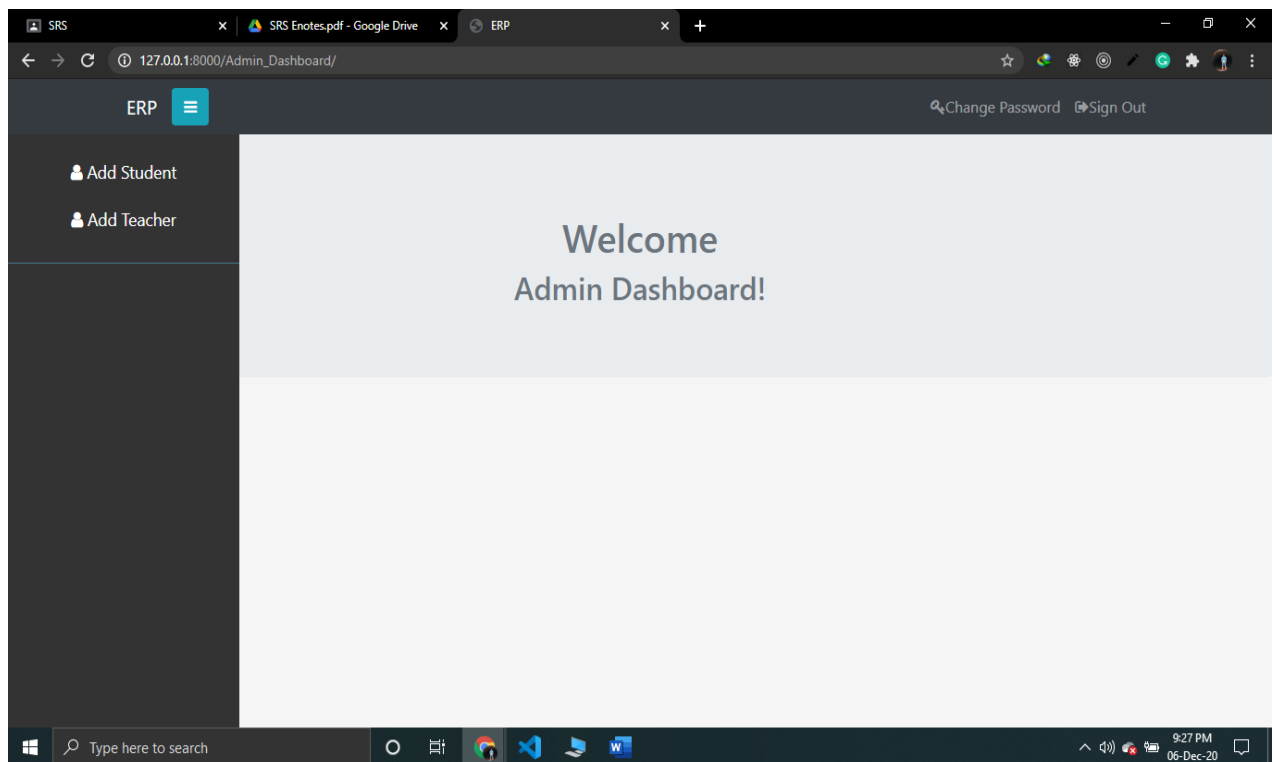 SRS
SRS Enotes.pdf - Google Drive
ERP
127.0.0.1:8000/Admin_Dashboard/
ERP
Change Password
Sign Out
Add Student
Add Teacher
Welcome
Admin Dashboard!
Type here to search
9:27 PM
06-Dec-20